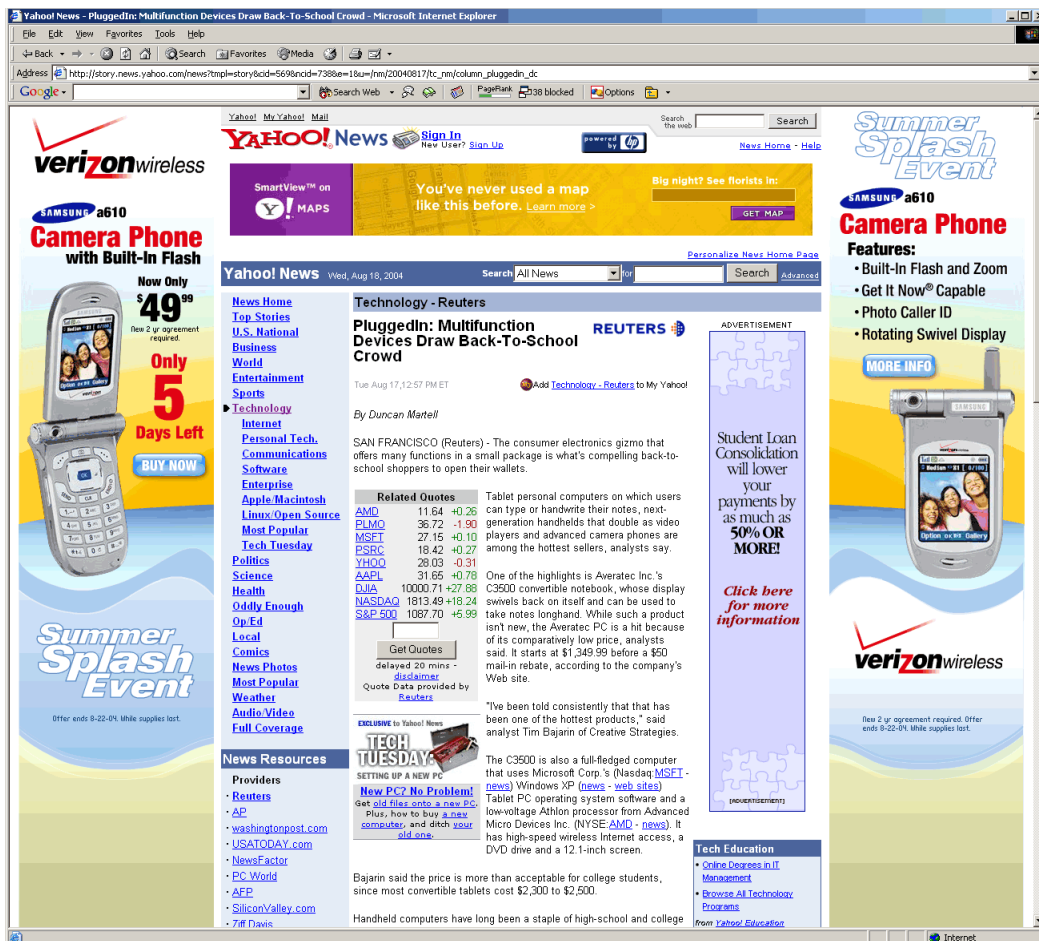 Yahoo! News - PluggedIn: Multifunction Devices Draw Back-To-School Crowd - Microsoft Internet Explorer
File Edit View Favorites Tools Help
Back Search Favorites Media
Address http://story.news.yahoo.com/news?tmpl=story&cid=569&ncid=738&e=1&u=/nm/20040817/tc_nm/column_pluggedin_dc
Google Search Web PageRank 38 blocked Options
verizonwireless
SAMSUNG a610
Camera Phone
with Built-In Flash
Now Only
$4999
New 2 yr agreement
required.
Only
5
Days Left
BUY NOW
Summer
Splash
Event
Offer ends 8-22-04. While supplies last.
Yahoo! My Yahoo! Mail
Search
the web
Search
YAHOO! News
Sign In
New User? Sign Up
powered
by hp
News Home - Help
SmartView™ on
Y! MAPS
You've never used a map
like this before. Learn more >
Big night? See florists in:
GET MAP
Personalize News Home Page
Yahoo! News Wed, Aug 18, 2004
Search All News for Search Advanced
News Home
Top Stories
U.S. National
Business
World
Entertainment
Sports
Technology
Internet
Personal Tech.
Communications
Software
Enterprise
Apple/Macintosh
Linux/Open Source
Most Popular
Tech Tuesday
Politics
Science
Health
Oddly Enough
Op/Ed
Local
Comics
News Photos
Most Popular
Weather
Audio/Video
Full Coverage
News Resources
Providers
· Reuters
· AP
· washingtonpost.com
· USATODAY.com
· NewsFactor
· PC World
· AFP
· SiliconValley.com
· Ziff Davis
Technology - Reuters
PluggedIn: Multifunction
Devices Draw Back-To-School
Crowd
REUTERS
Tue Aug 17,12:57 PM ET
Add Technology - Reuters to My Yahoo!
By Duncan Martell
SAN FRANCISCO (Reuters) - The consumer electronics gizmo that
offers many functions in a small package is what's compelling back-to-
school shoppers to open their wallets.
Related Quotes
AMD 11.64 +0.26
PLMO 36.72 -1.90
MSFT 27.15 +0.10
PSRC 18.42 +0.27
YHOO 28.03 -0.31
AAPL 31.65 +0.78
DJIA 10000.71 +27.88
NASDAQ 1813.49 +18.24
S&P 500 1087.70 +5.99
Get Quotes
delayed 20 mins -
disclaimer
Quote Data provided by
Reuters
Tablet personal computers on which users
can type or handwrite their notes, next-
generation handhelds that double as video
players and advanced camera phones are
among the hottest sellers, analysts say.
One of the highlights is Averatec Inc.'s
C3500 convertible notebook, whose display
swivels back on itself and can be used to
take notes longhand. While such a product
isn't new, the Averatec PC is a hit because
of its comparatively low price, analysts
said. It starts at $1,349.99 before a $50
mail-in rebate, according to the company's
Web site.
"I've been told consistently that that has
been one of the hottest products," said
analyst Tim Bajarin of Creative Strategies.
EXCLUSIVE to Yahoo! News
TECH
TUESDAY:
SETTING UP A NEW PC
New PC? No Problem!
Get old files onto a new PC.
Plus, how to buy a new
computer, and ditch your
old one.
The C3500 is also a full-fledged computer
that uses Microsoft Corp.'s (Nasdaq:MSFT -
news) Windows XP (news - web sites)
Tablet PC operating system software and a
low-voltage Athlon processor from Advanced
Micro Devices Inc. (NYSE:AMD - news). It
has high-speed wireless Internet access, a
DVD drive and a 12.1-inch screen.
Bajarin said the price is more than acceptable for college students,
since most convertible tablets cost $2,300 to $2,500.
Handheld computers have long been a staple of high-school and college
ADVERTISEMENT
Student Loan
Consolidation
will lower
your
payments by
as much as
50% OR
MORE!
Click here
for more
information
[ADVERTISEMENT]
Tech Education
• Online Degrees in IT
Management
• Browse All Technology
Programs
from Yahoo! Education
Summer
Splash
Event
SAMSUNG a610
Camera Phone
Features:
• Built-In Flash and Zoom
• Get It Now® Capable
• Photo Caller ID
• Rotating Swivel Display
MORE INFO
SAMSUNG
verizonwireless
New 2 yr agreement required. Offer
ends 8-22-04. While supplies last.
Internet